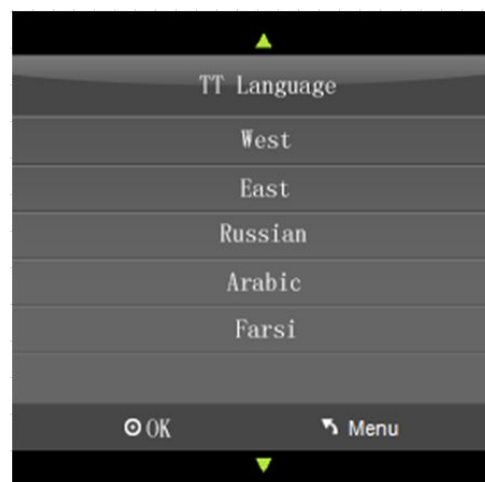 TT Language
West
East
Russian
Arabic
Farsi
OK Menu